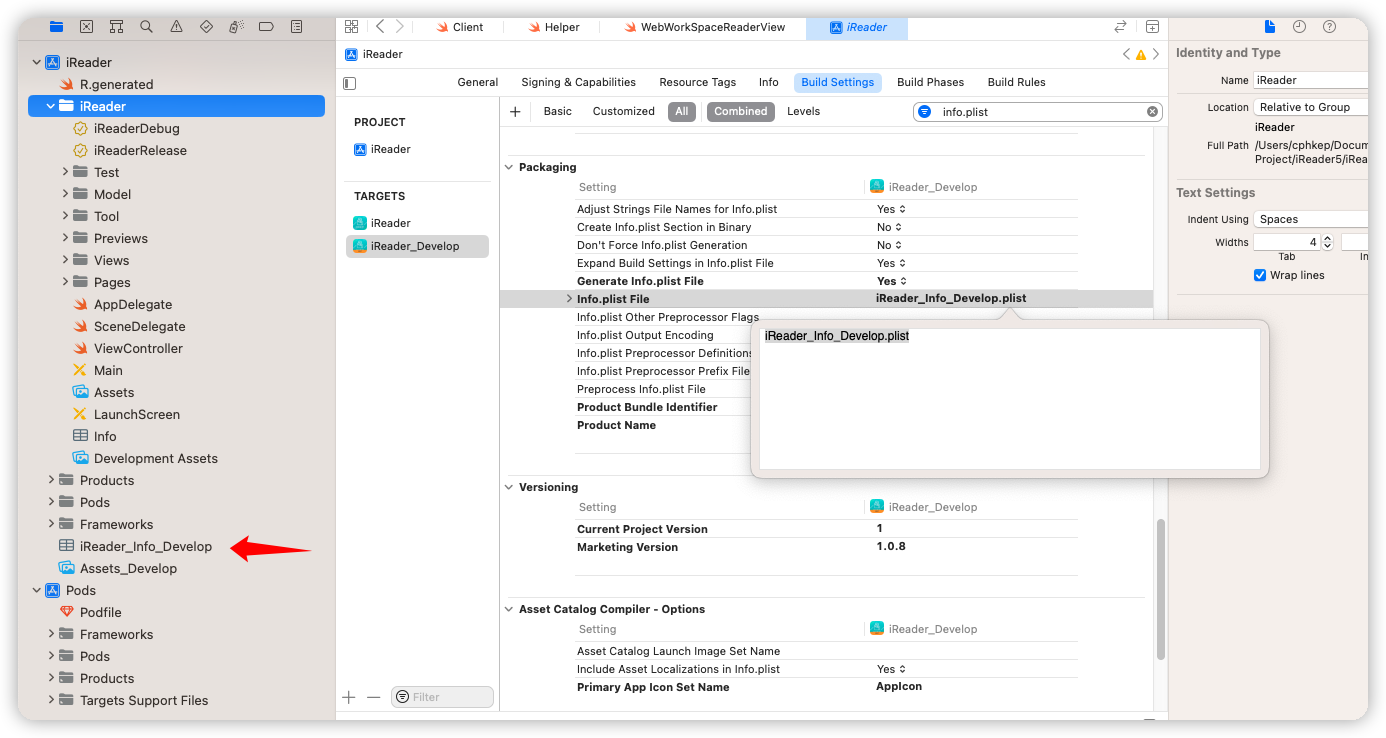 Client
Helper
WebWorkSpaceReaderView
iReader
iReader
R.generated
iReader
iReaderDebug
iReaderRelease
Test
Model
Tool
Previews
Views
Pages
AppDelegate
SceneDelegate
ViewController
Main
Assets
LaunchScreen
Info
Development Assets
Products
Pods
Frameworks
iReader_Info_Develop
Assets_Develop
Pods
Podfile
Frameworks
Pods
Products
Targets Support Files
iReader
General
Signing & Capabilities
Resource Tags
Info
Build Settings
Build Phases
Build Rules
PROJECT
iReader
TARGETS
iReader
iReader_Develop
Filter
Basic
Customized
All
Combined
Levels
info.plist
Packaging
Setting
iReader_Develop
Adjust Strings File Names for Info.plist
Yes
Create Info.plist Section in Binary
No
Don't Force Info.plist Generation
No
Expand Build Settings in Info.plist File
Yes
Generate Info.plist File
Yes
Info.plist File
iReader_Info_Develop.plist
Info.plist Other Preprocessor Flags
Info.plist Output Encoding
Info.plist Preprocessor Definitions
Info.plist Preprocessor Prefix File
Preprocess Info.plist File
Product Bundle Identifier
Product Name
iReader_Info_Develop.plist
Versioning
Setting
iReader_Develop
Current Project Version
1
Marketing Version
1.0.8
Asset Catalog Compiler - Options
Setting
iReader_Develop
Asset Catalog Launch Image Set Name
Include Asset Localizations in Info.plist
Yes
Primary App Icon Set Name
AppIcon
Identity and Type
Name
iReader
Location
Relative to Group
iReader
Full Path
/Users/cphkep/Docum
Project/iReader5/iRea
Text Settings
Indent Using
Spaces
Widths
4
Tab
In
Wrap lines